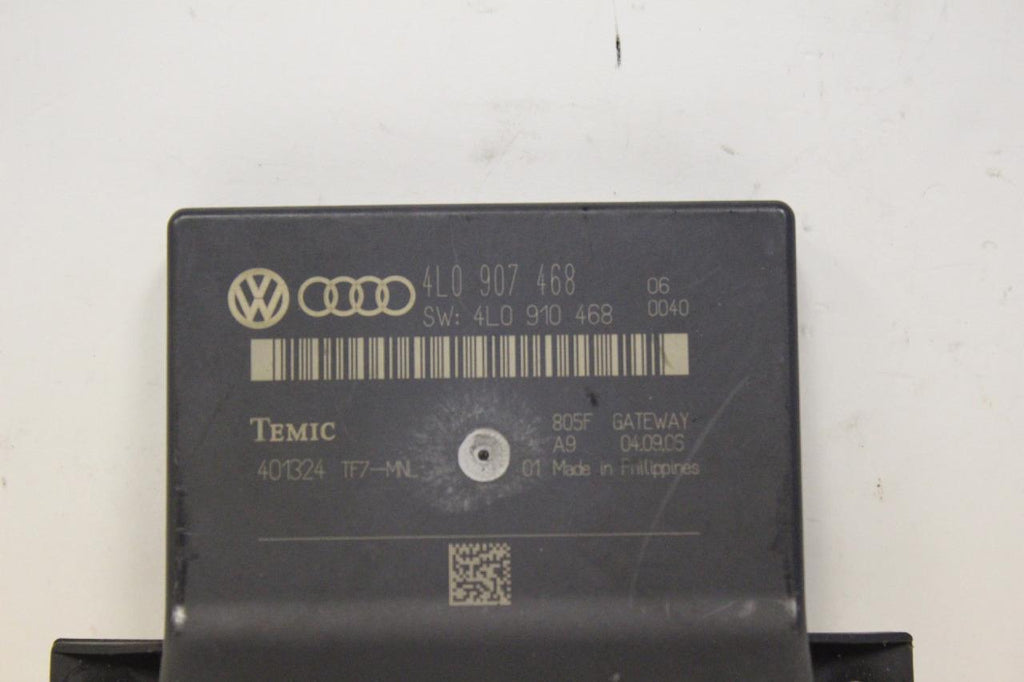 4L0 907 468 06
SW: 4L0 910 468 0040
TEMIC 805F GATEWAY
A9 04.09.06
401324 TF7-MNL 01 Made in Philippines